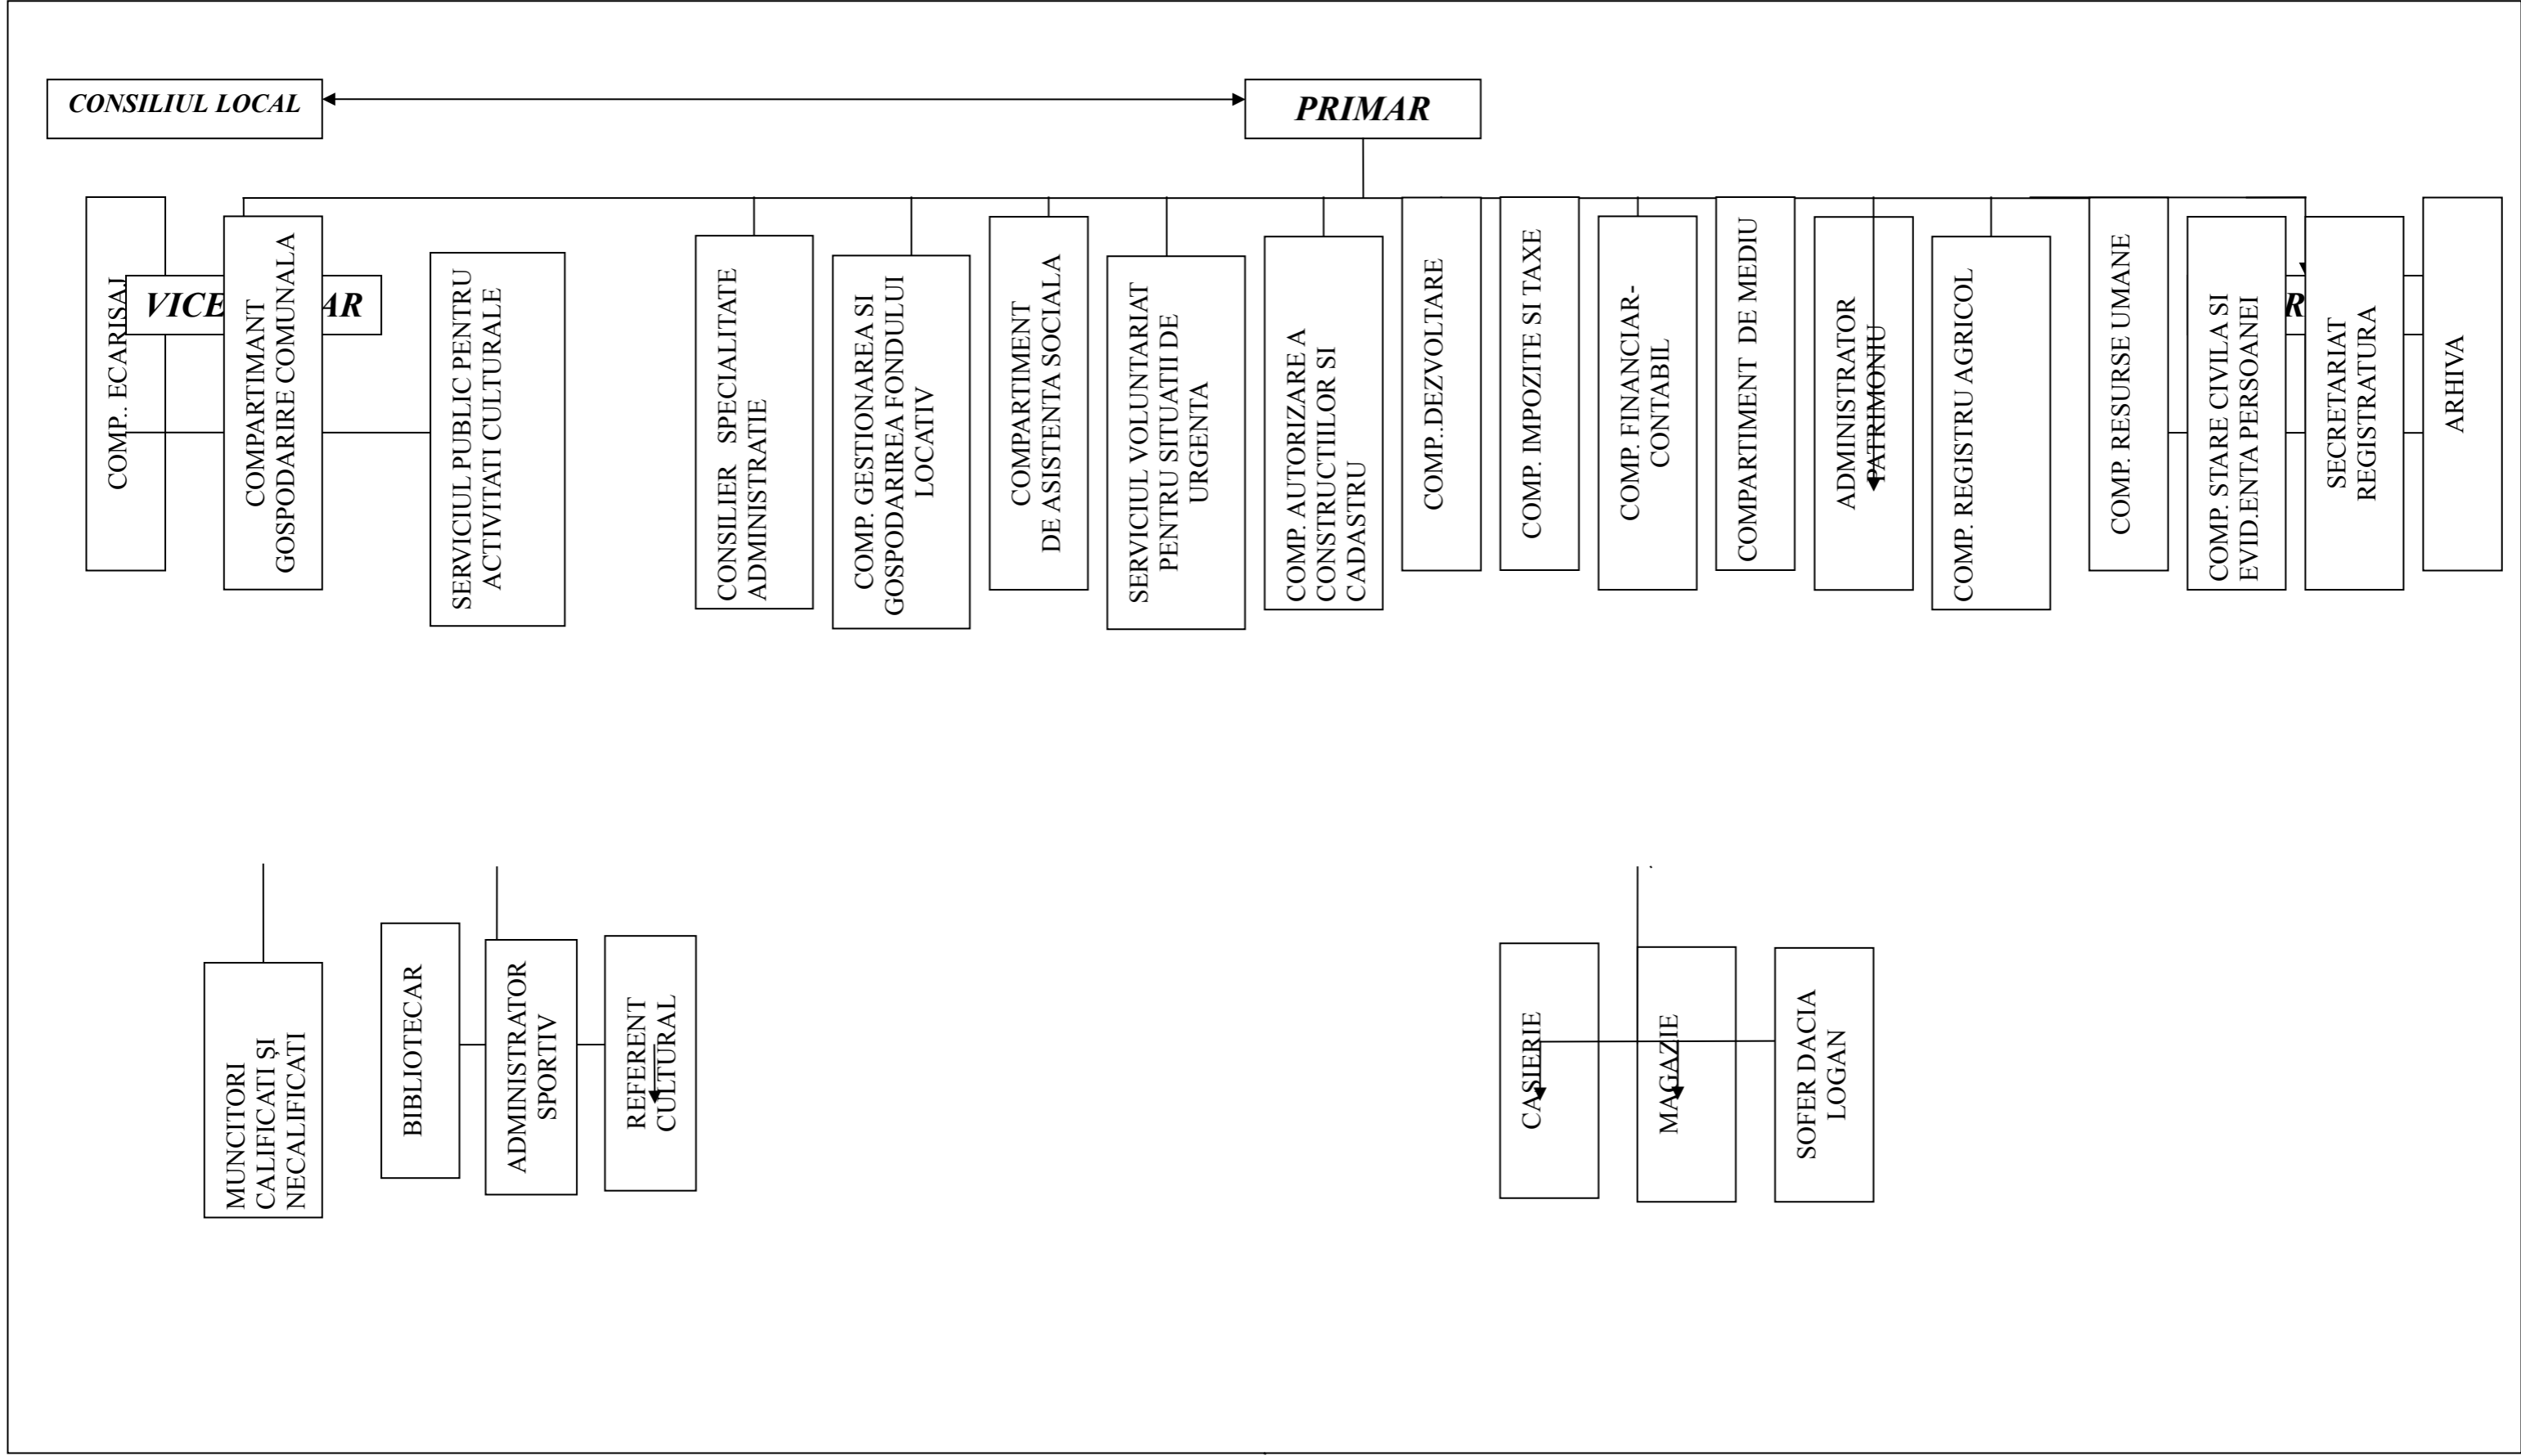 CONSILIUL LOCAL
PRIMAR
COMP.. ECARISAJ
VICE
AR
COMPARTIMANT
GOSPODARIRE COMUNALA
SERVICIUL PUBLIC PENTRU
ACTIVITATI CULTURALE
CONSILIER SPECIALITATE
ADMINISTRATIE
COMP. GESTIONAREA SI
GOSPODARIREA FONDULUI
LOCATIV
COMPARTIMENT
DE ASISTENTA SOCIALA
SERVICIUL VOLUNTARIAT
PENTRU SITUATII DE
URGENTA
COMP. AUTORIZARE A
CONSTRUCTIILOR SI
CADASTRU
COMP..DEZVOLTARE
COMP. IMPOZITE SI TAXE
COMP. FINANCIAR-
CONTABIL
COMPARTIMENT DE MEDIU
ADMINISTRATOR
PATRIMONIU
COMP. REGISTRU AGRICOL
COMP. RESURSE UMANE
COMP. STARE CIVILA SI
EVID.ENTA PERSOANEI
R
SECRETARIAT
REGISTRATURA
ARHIVA
MUNCITORI
CALIFICATI ȘI
NECALIFICATI
BIBLIOTECAR
ADMINISTRATOR
SPORTIV
REFERENT
CULTURAL
CASIERIE
MAGAZIE
SOFER DACIA
LOGAN